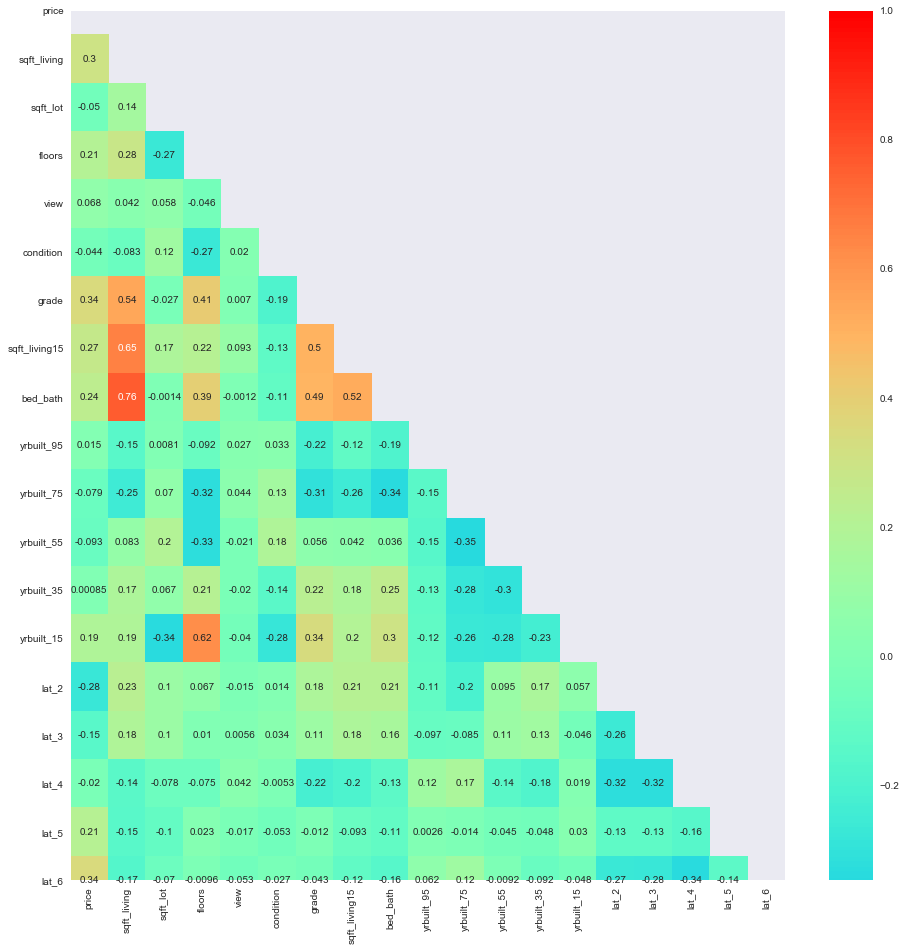 price
sqft_living 0.3
sqft_lot -0.05 0.14
floors 0.21 0.28 -0.27
view 0.068 0.042 0.058 -0.046
condition -0.044 -0.083 0.12 -0.27 0.02
grade 0.34 0.54 -0.027 0.41 0.007 -0.19
sqft_living15 0.27 0.65 0.17 0.22 0.093 -0.13 0.5
bed_bath 0.24 0.76 -0.0014 0.39 -0.0012 -0.11 0.49 0.52
yrbuilt_95 0.015 -0.15 0.0081 -0.092 0.027 0.033 -0.22 -0.12 -0.19
yrbuilt_75 -0.079 -0.25 0.07 -0.32 0.044 0.13 -0.31 -0.26 -0.34 -0.15
yrbuilt_55 -0.093 0.083 0.2 -0.33 -0.021 0.18 0.056 0.042 0.036 -0.15 -0.35
yrbuilt_35 0.00085 0.17 0.067 0.21 -0.02 -0.14 0.22 0.18 0.25 -0.13 -0.28 -0.3
yrbuilt_15 0.19 0.19 -0.34 0.62 -0.04 -0.28 0.34 0.2 0.3 -0.12 -0.26 -0.28 -0.23
lat_2 -0.28 0.23 0.1 0.067 -0.015 0.014 0.18 0.21 0.21 -0.11 -0.2 0.095 0.17 0.057
lat_3 -0.15 0.18 0.1 0.01 0.0056 0.034 0.11 0.18 0.16 -0.097 -0.085 0.11 0.13 -0.046 -0.26
lat_4 -0.02 -0.14 -0.078 -0.075 0.042 -0.0053 -0.22 -0.2 -0.13 0.12 0.17 -0.14 -0.18 0.019 -0.32 -0.32
lat_5 0.21 -0.15 -0.1 0.023 -0.017 -0.053 -0.012 -0.093 -0.11 0.0026 -0.014 -0.045 -0.048 0.03 -0.13 -0.13 -0.16
lat_6 0.34 -0.17 -0.07 -0.0096 -0.053 -0.027 -0.043 -0.12 -0.16 0.062 0.12 -0.0092 -0.092 -0.048 -0.27 -0.28 -0.34 -0.14
price
sqft_living
sqft_lot
floors
view
condition
grade
sqft_living15
bed_bath
yrbuilt_95
yrbuilt_75
yrbuilt_55
yrbuilt_35
yrbuilt_15
lat_2
lat_3
lat_4
lat_5
lat_6
1.0
0.8
0.6
0.4
0.2
0.0
−0.2